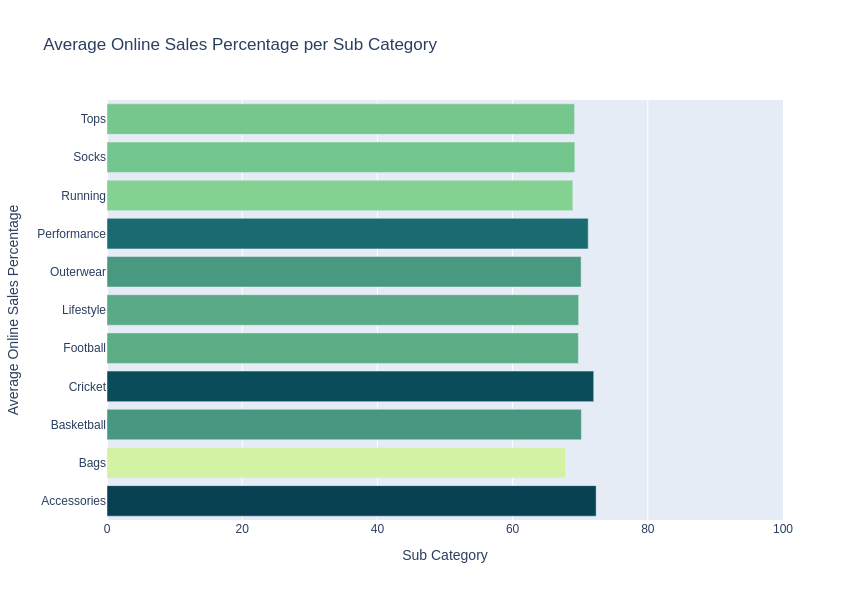 Average Online Sales Percentage per Sub Category
Average Online Sales Percentage
Tops
Socks
Running
Performance
Outerwear
Lifestyle
Football
Cricket
Basketball
Bags
Accessories
0 20 40 60 80 100
Sub Category